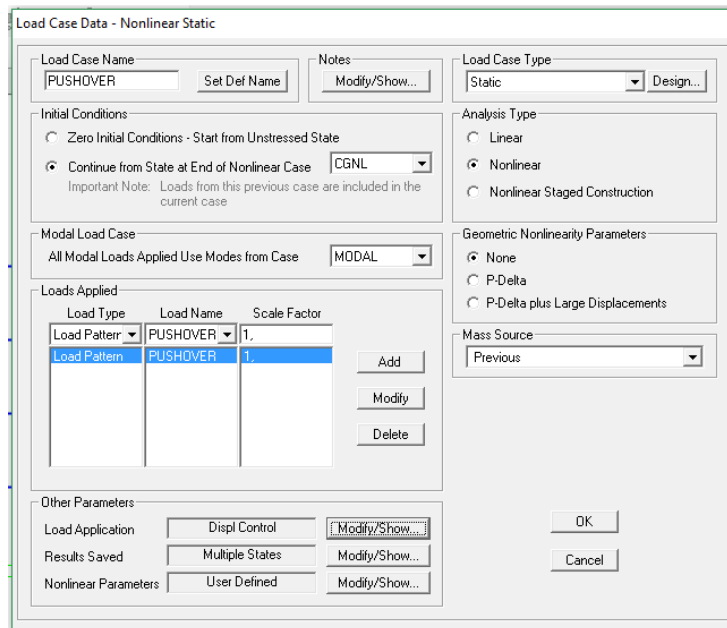 Load Case Data - Nonlinear Static
Load Case Name
PUSHOVER
Set Def Name
Notes
Modify/Show...
Load Case Type
Static
Design...
Initial Conditions
Zero Initial Conditions - Start from Unstressed State
Continue from State at End of Nonlinear Case
CGNL
Important Note: Loads from this previous case are included in the
current case
Analysis Type
Linear
Nonlinear
Nonlinear Staged Construction
Modal Load Case
All Modal Loads Applied Use Modes from Case
MODAL
Geometric Nonlinearity Parameters
None
P-Delta
P-Delta plus Large Displacements
Loads Applied
Load Type Load Name Scale Factor
Load Pattern PUSHOVER 1,
Load Pattern PUSHOVER 1,
Add
Modify
Delete
Mass Source
Previous
Other Parameters
Load Application Displ Control Modify/Show...
Results Saved Multiple States Modify/Show...
Nonlinear Parameters User Defined Modify/Show...
OK
Cancel